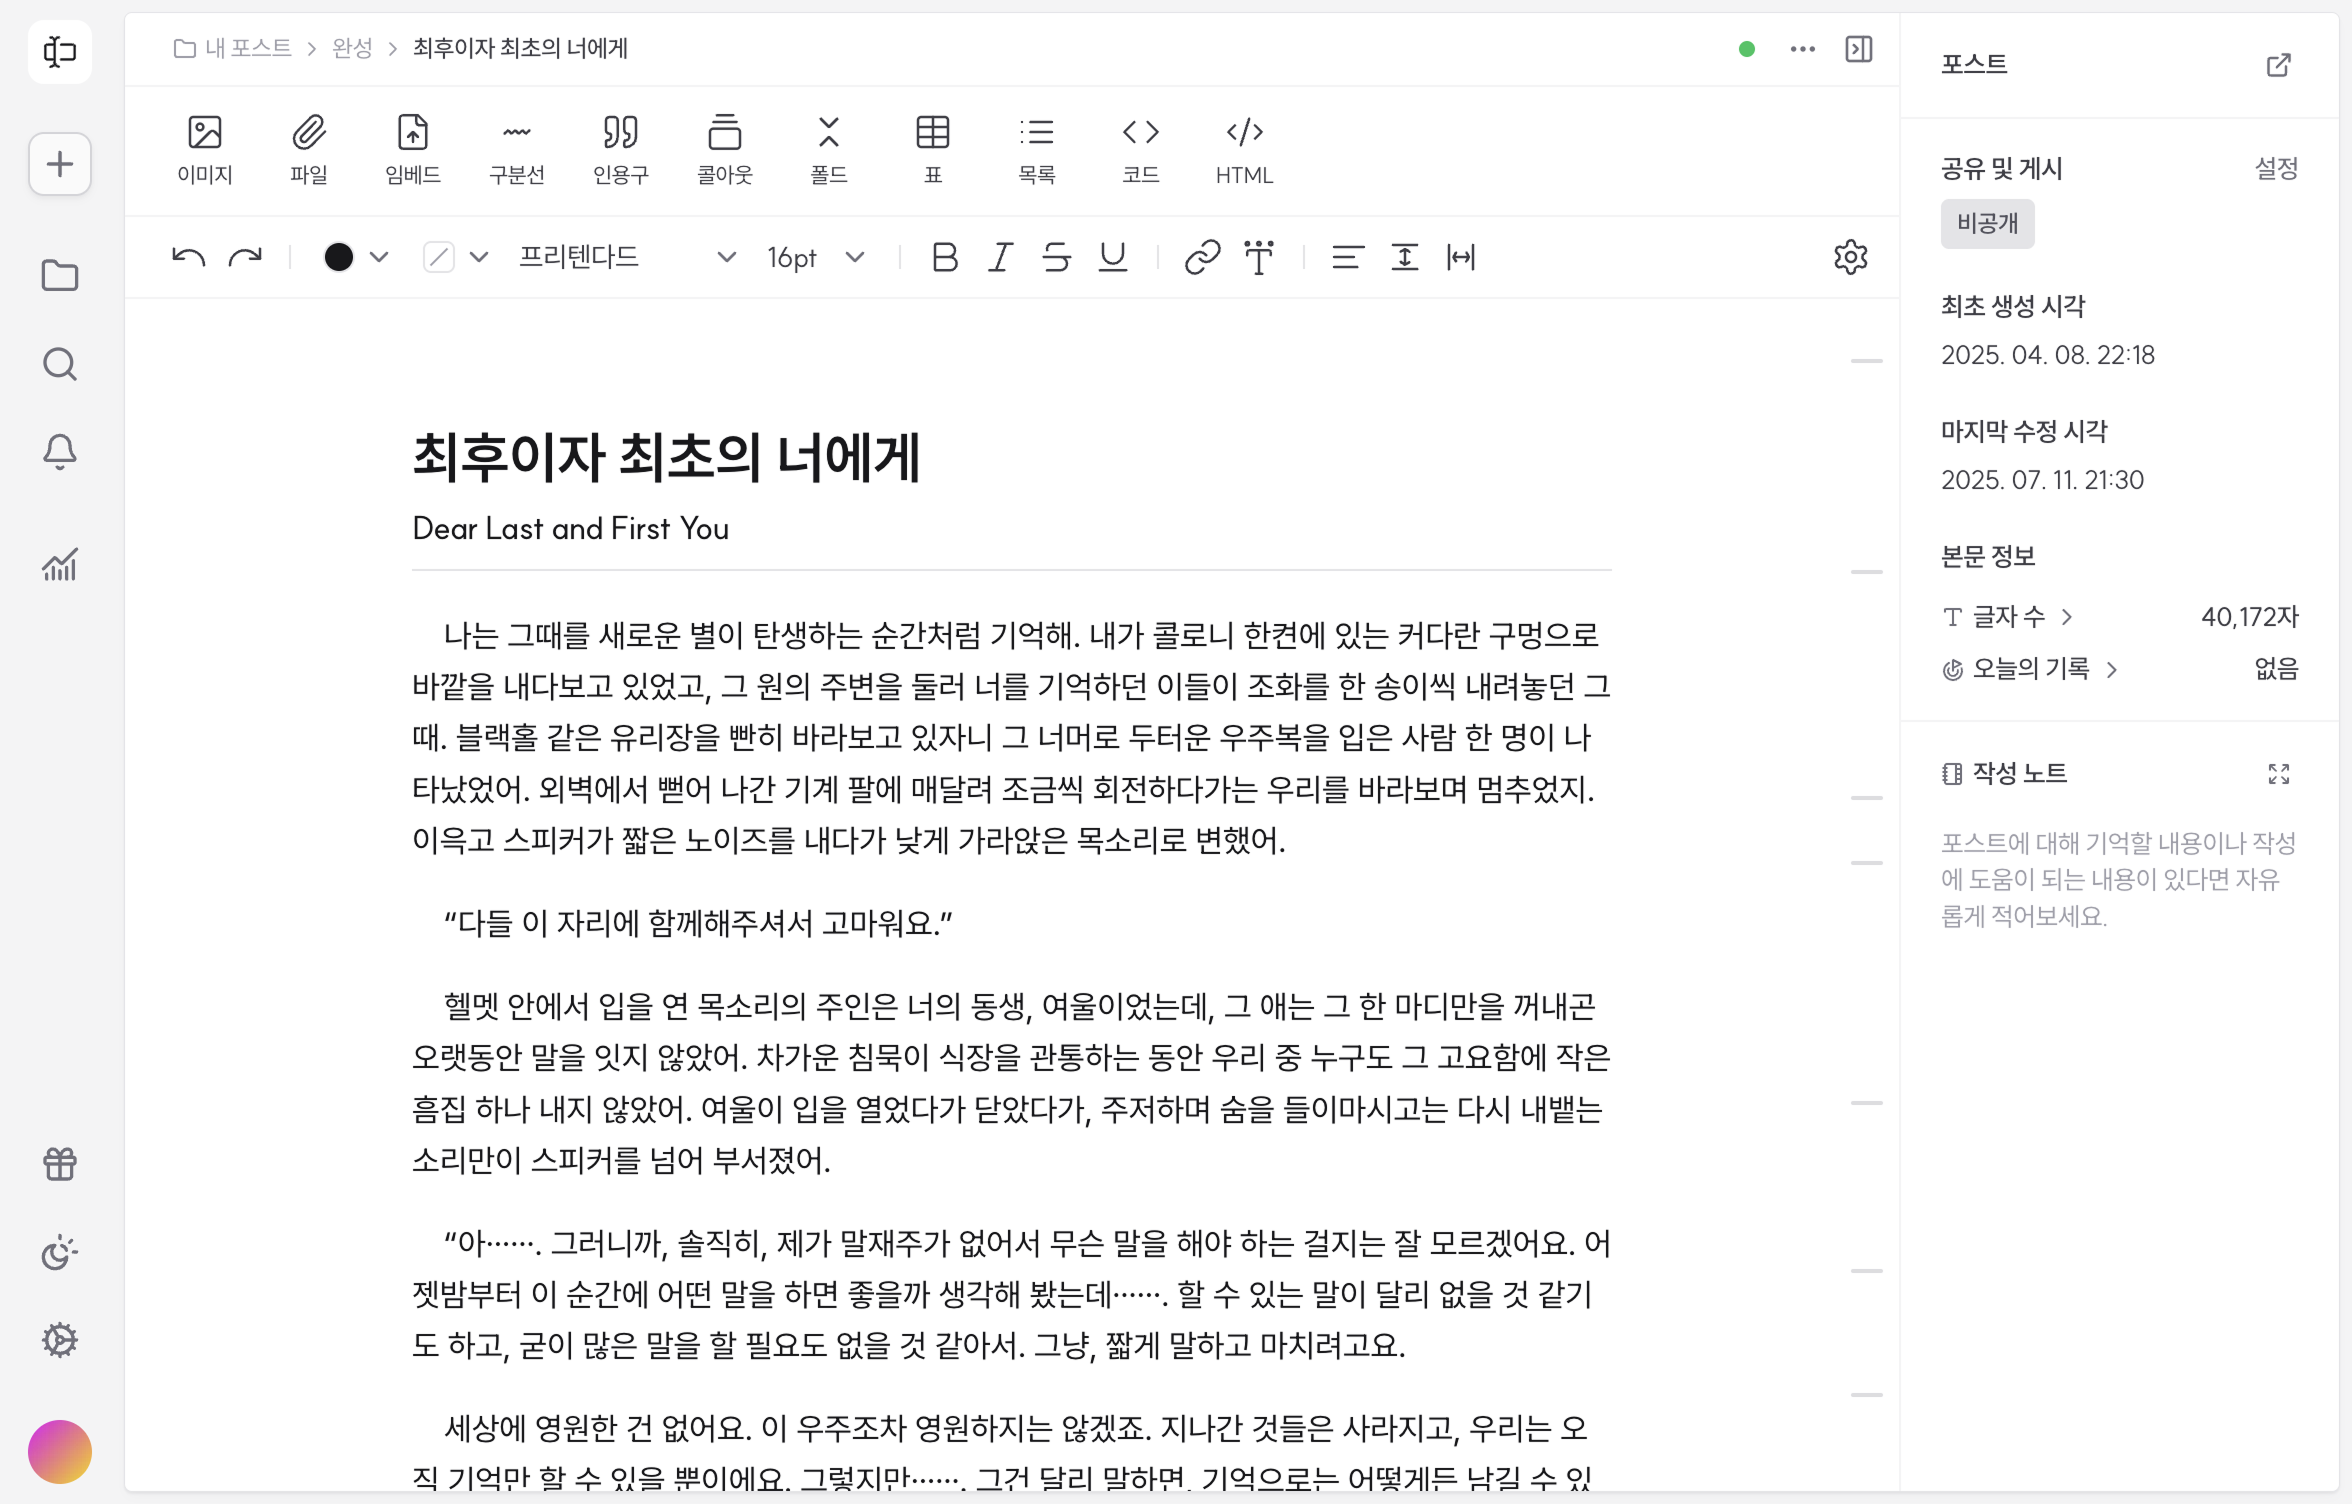 내 포스트 > 완성 > 최후이자 최초의 너에게
이미지 파일 임베드 구분선 인용구 콜아웃 폴드 표 목록 코드 HTML
프리텐다드 16pt
최후이자 최초의 너에게
Dear Last and First You
나는 그때를 새로운 별이 탄생하는 순간처럼 기억해. 내가 콜로니 한켠에 있는 커다란 구멍으로
바깥을 내다보고 있었고, 그 원의 주변을 둘러 너를 기억하던 이들이 조화를 한 송이씩 내려놓던 그
때. 블랙홀 같은 유리장을 빤히 바라보고 있자니 그 너머로 두터운 우주복을 입은 사람 한 명이 나
타났었어. 외벽에서 뻗어 나간 기계 팔에 매달려 조금씩 회전하다가는 우리를 바라보며 멈추었지.
이윽고 스피커가 짧은 노이즈를 내다가 낮게 가라앉은 목소리로 변했어.
“다들 이 자리에 함께해주셔서 고마워요.”
헬멧 안에서 입을 연 목소리의 주인은 너의 동생, 여울이었는데, 그 애는 그 한 마디만을 꺼내곤
오랫동안 말을 잇지 않았어. 차가운 침묵이 식장을 관통하는 동안 우리 중 누구도 그 고요함에 작은
흠집 하나 내지 않았어. 여울이 입을 열었다가 닫았다가, 주저하며 숨을 들이마시고는 다시 내뱉는
소리만이 스피커를 넘어 부서졌어.
“아⋯⋯. 그러니까, 솔직히, 제가 말재주가 없어서 무슨 말을 해야 하는 걸지는 잘 모르겠어요. 어
젯밤부터 이 순간에 어떤 말을 하면 좋을까 생각해 봤는데⋯⋯. 할 수 있는 말이 달리 없을 것 같기
도 하고, 굳이 많은 말을 할 필요도 없을 것 같아서. 그냥, 짧게 말하고 마치려고요.
세상에 영원한 건 없어요. 이 우주조차 영원하지는 않겠죠. 지나간 것들은 사라지고, 우리는 오
직 기억만 할 수 있을 뿐이에요. 그렇지만⋯⋯. 그건 달리 말하면, 기억으로는 어떻게든 남길 수 있
포스트
공유 및 게시 설정
비공개
최초 생성 시각
2025. 04. 08. 22:18
마지막 수정 시각
2025. 07. 11. 21:30
본문 정보
글자 수 > 40,172자
오늘의 기록 > 없음
작성 노트
포스트에 대해 기억할 내용이나 작성
에 도움이 되는 내용이 있다면 자유
롭게 적어보세요.